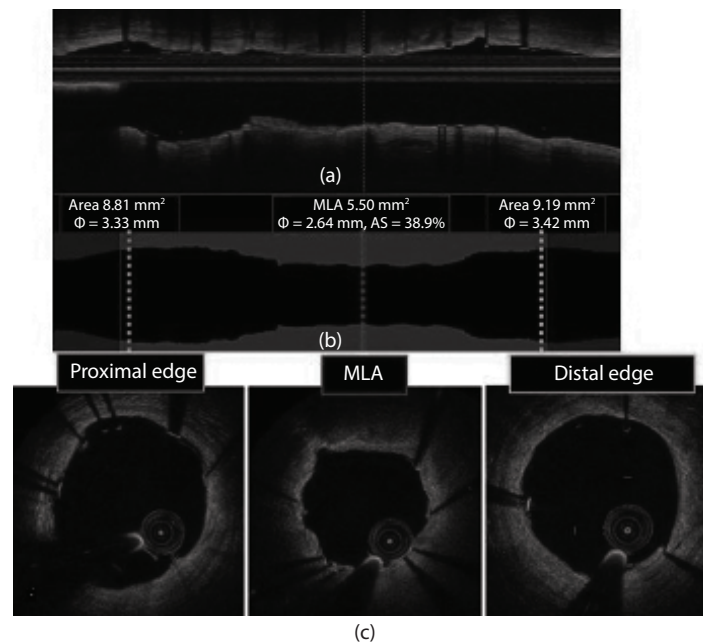 (a)
Area 8.81 mm²
Φ = 3.33 mm
MLA 5.50 mm²
Φ = 2.64 mm, AS = 38.9%
Area 9.19 mm²
Φ = 3.42 mm
(b)
Proximal edge
MLA
Distal edge
(c)